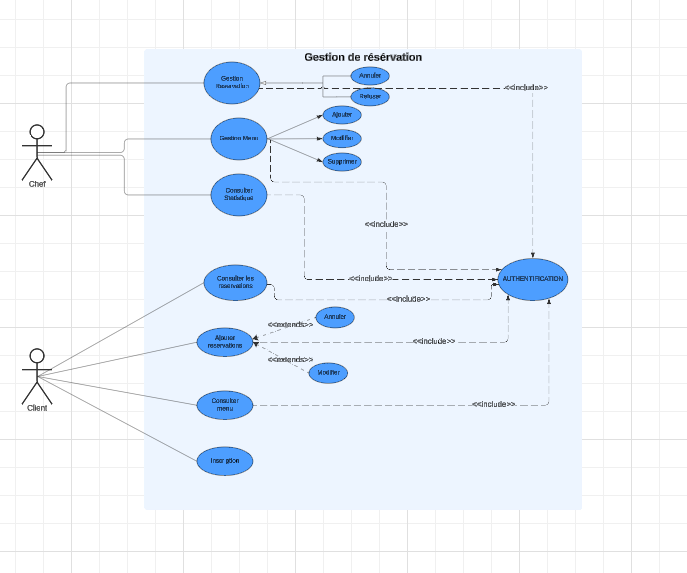 Gestion de résérvation
Gestion
Reservation
Annuler
Refuser
<<include>>
Ajouter
Gestion Menu
Modifier
Supprimer
Chef
Consulter
Statistique
<<include>>
Consulter les
reservations
<<include>>
AUTHENTIFICATION
<<include>>
Annuler
<<extends>>
Ajouter
reservations
<<include>>
<<extends>>
Modifier
Client
Consulter
menu
<<include>>
Inscription